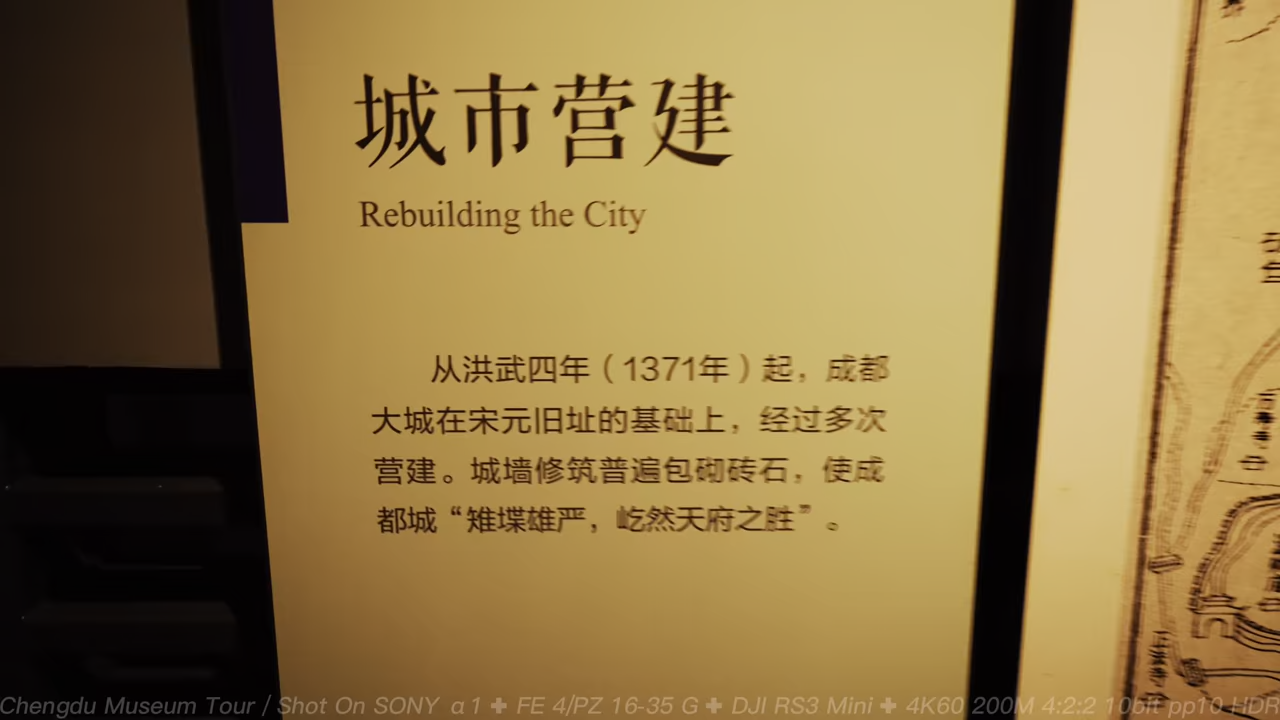 城市营建
Rebuilding the City
从洪武四年（1371年）起，成都
大城在宋元旧址的基础上，经过多次
营建。城墙修筑普遍包砌砖石，使成
都城“雉堞雄严，屹然天府之胜”。
Chengdu Museum Tour / Shot On SONY α1 ✚ FE 4/PZ 16-35 G ✚ DJI RS3 Mini ✚ 4K60 200M 4:2:2 10bit pp10 HDR